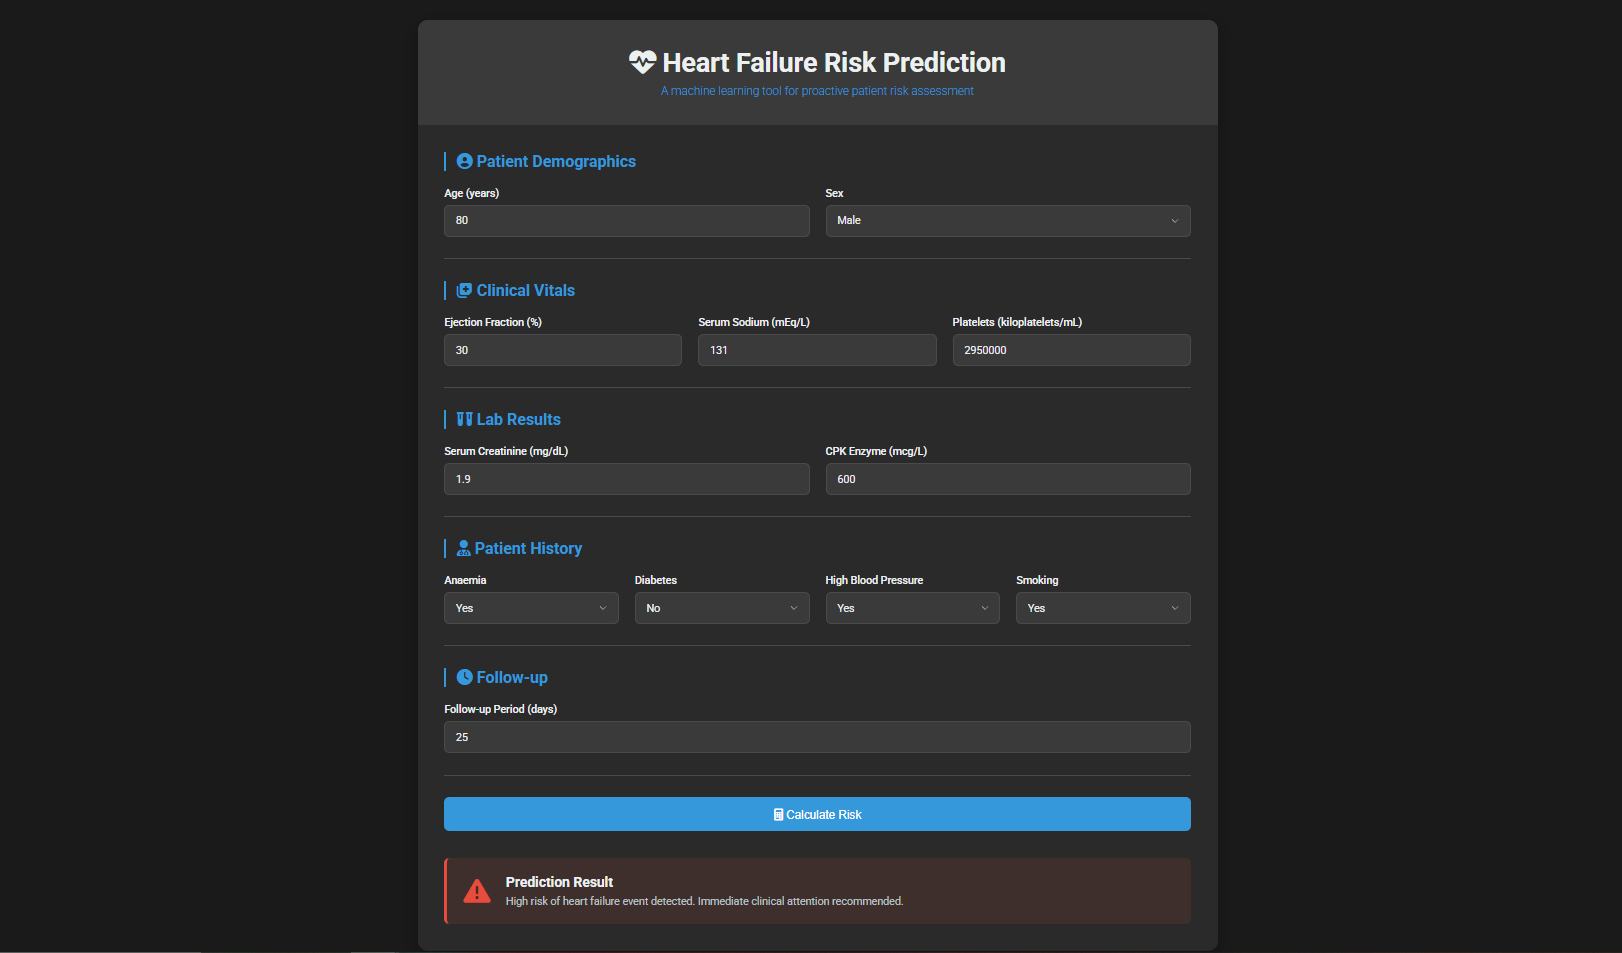 Heart Failure Risk Prediction
A machine learning tool for proactive patient risk assessment
Patient Demographics
Age (years) Sex
80 Male
Clinical Vitals
Ejection Fraction (%) Serum Sodium (mEq/L) Platelets (kiloplatelets/mL)
30 131 2950000
Lab Results
Serum Creatinine (mg/dL) CPK Enzyme (mcg/L)
1.9 600
Patient History
Anaemia Diabetes High Blood Pressure Smoking
Yes No Yes Yes
Follow-up
Follow-up Period (days)
25
Calculate Risk
Prediction Result
High risk of heart failure event detected. Immediate clinical attention recommended.